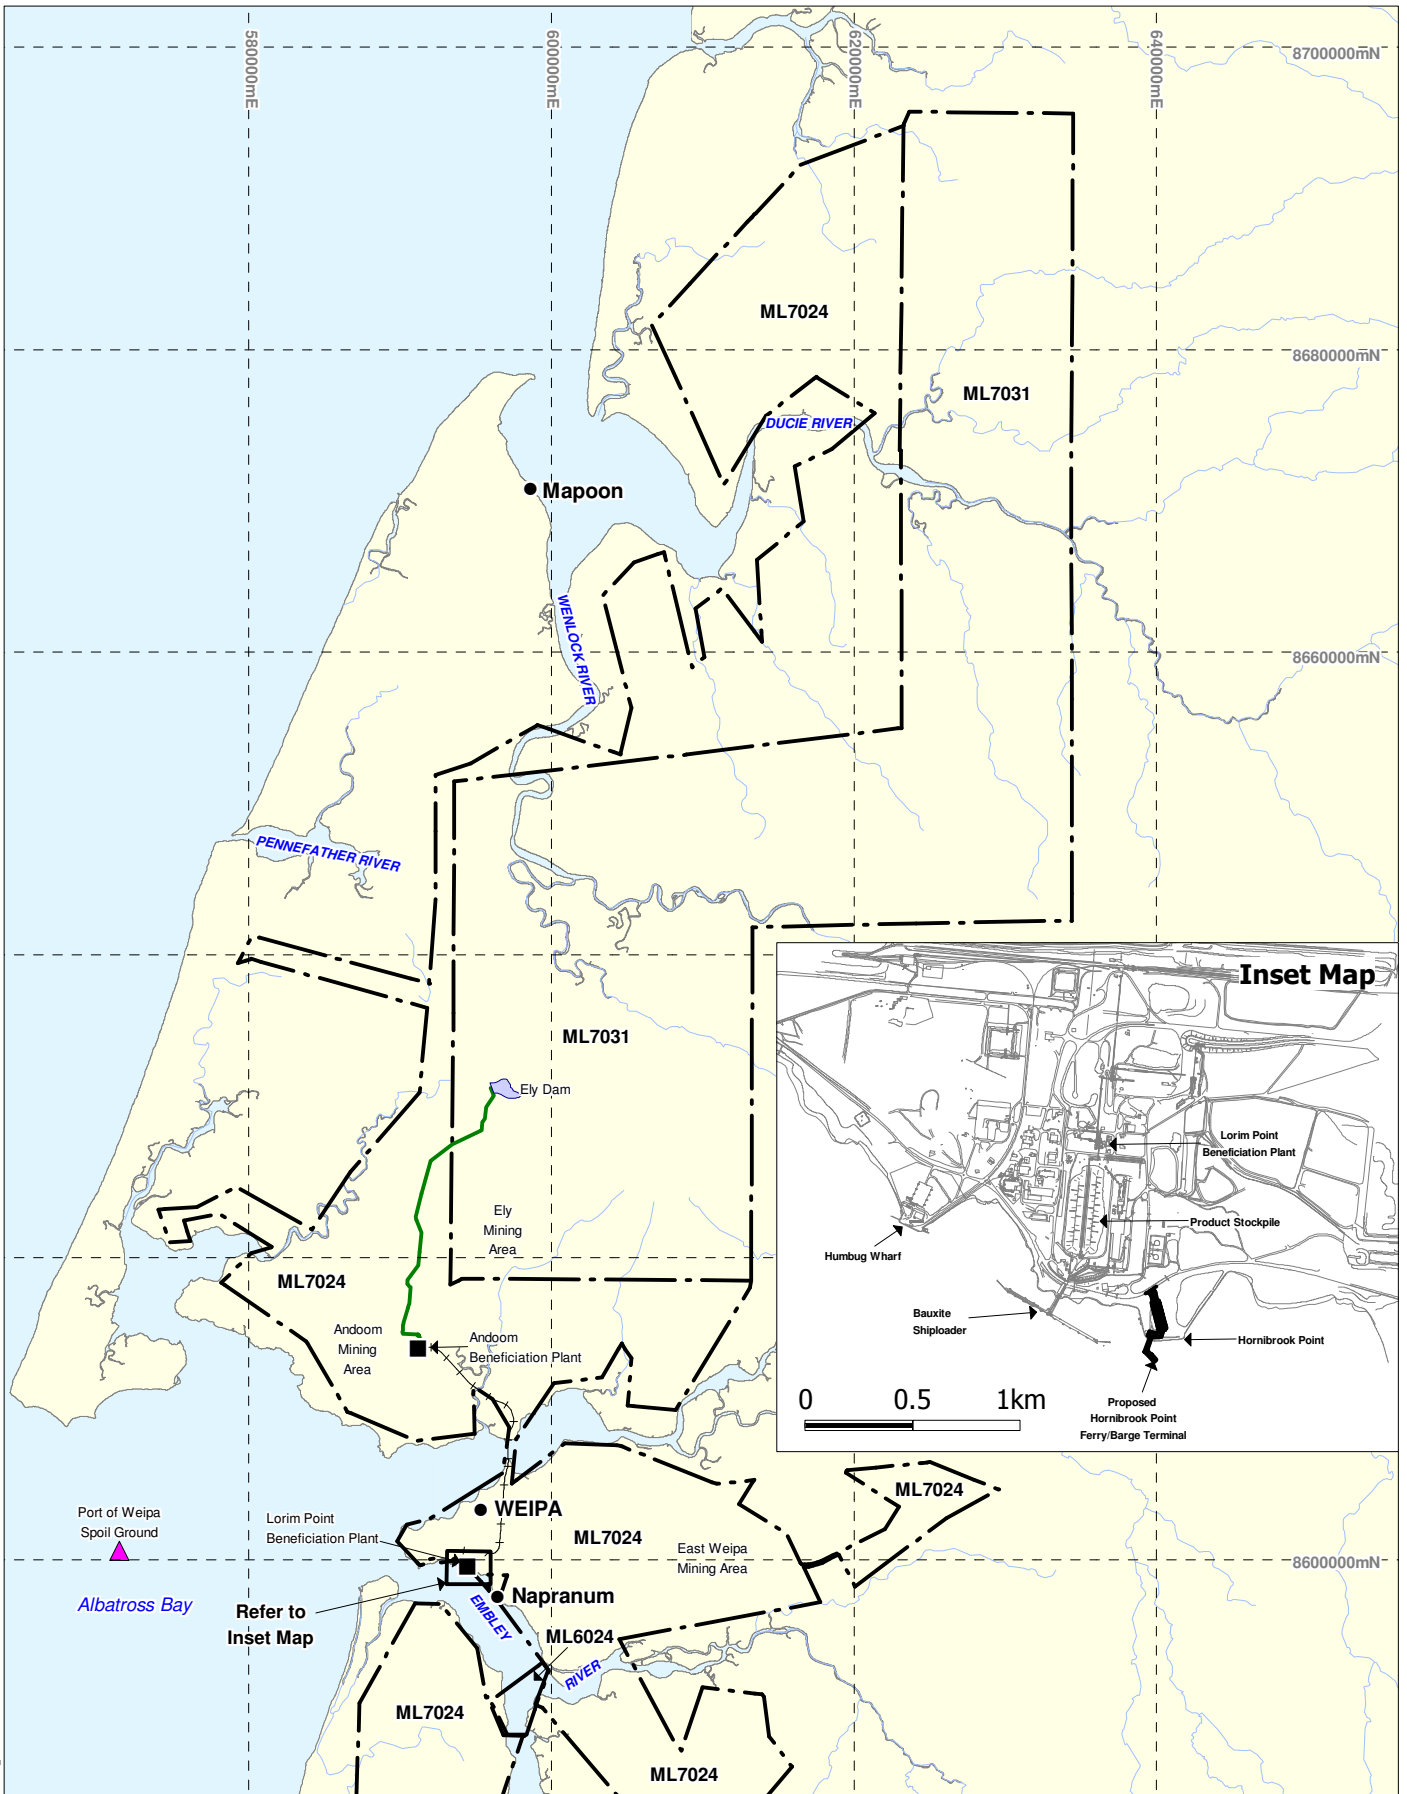 580000mE
600000mE
620000mE
640000mE
8700000mN
ML7024
8680000mN
ML7031
DUCIE RIVER
Mapoon
WENLOCK RIVER
8660000mN
PENNEFATHER RIVER
Inset Map
ML7031
Ely Dam
Lorim Point
Beneficiation Plant
Product Stockpile
Humbug Wharf
Bauxite
Shiploader
Hornibrook Point
0 0.5 1km
Proposed
Hornibrook Point
Ferry/Barge Terminal
Ely
Mining
Area
ML7024
Andoom
Mining
Area
Andoom
Beneficiation Plant
ML7024
Port of Weipa
Spoil Ground
WEIPA
Lorim Point
Beneficiation Plant
ML7024
East Weipa
Mining Area
8600000mN
Albatross Bay
Refer to
Inset Map
Napranum
EMBLEY
RIVER
ML6024
ML7024
ML7024